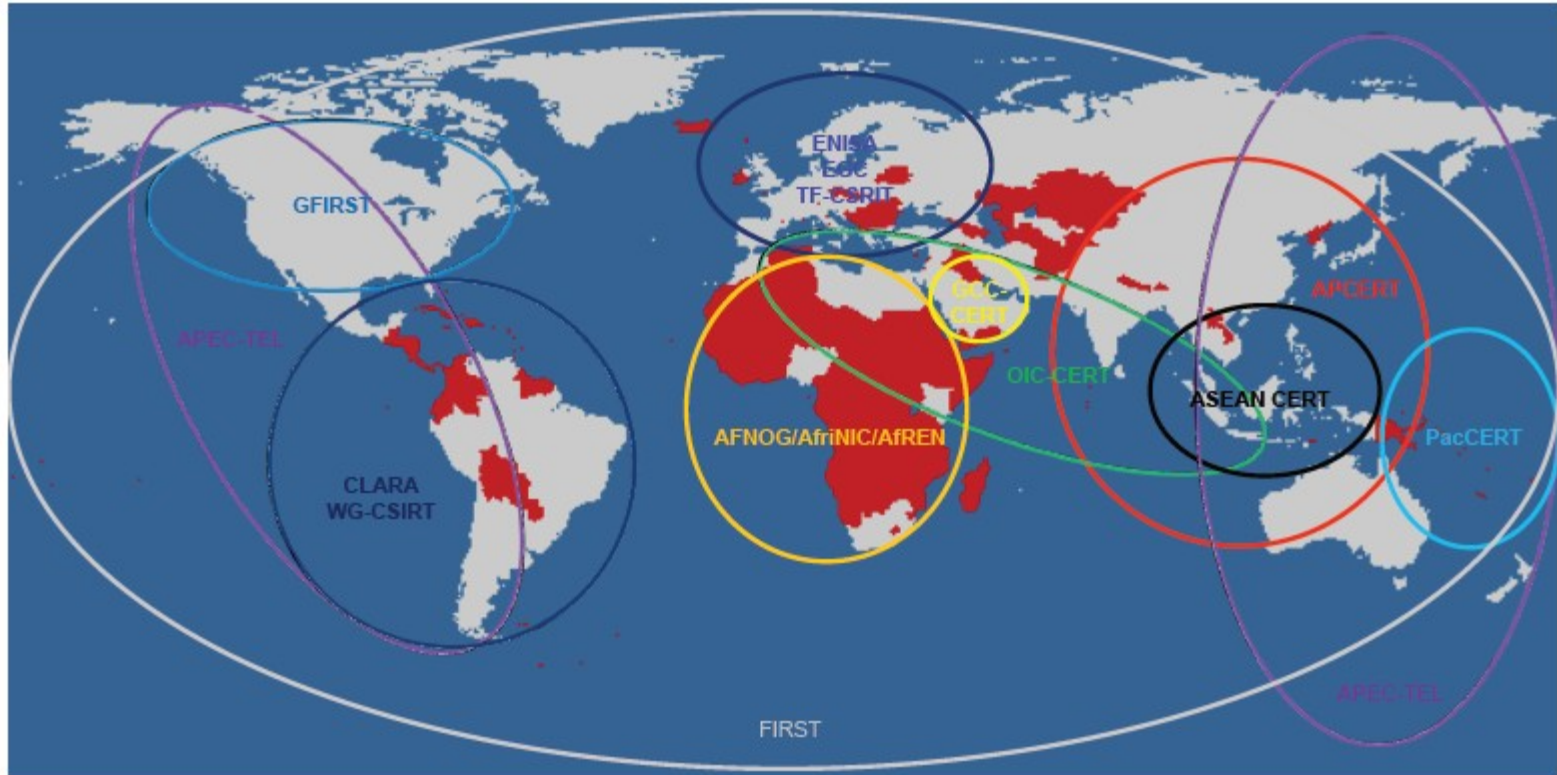 ENISA
EGC
TF-CSRIT
GFIRST
GCC-
CERT
APCERT
APEC-TEL
OIC-CERT
ASEAN CERT
AFNOG/AfriNIC/AfREN
PacCERT
CLARA
WG-CSIRT
APEC-TEL
FIRST